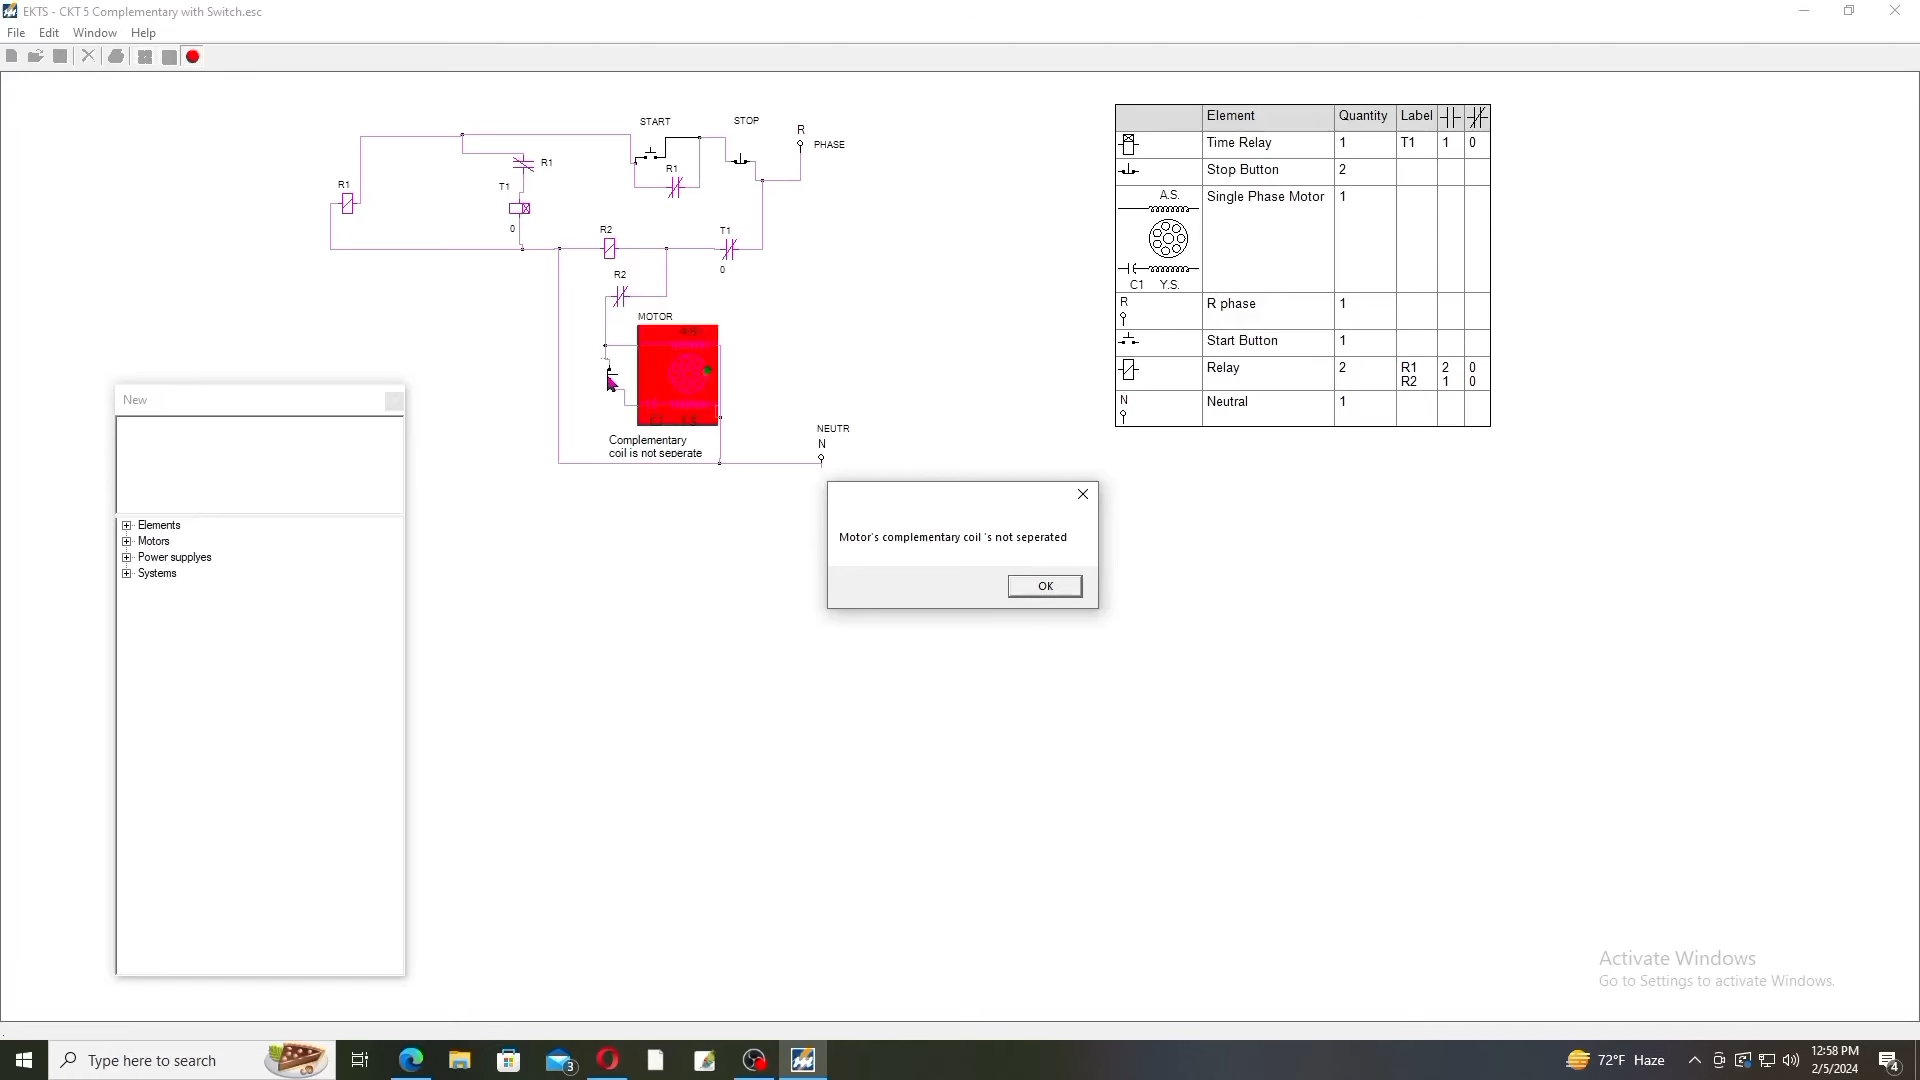 EKTS - CKT 5 Complementary with Switch.esc
File Edit Window Help
START
STOP
R
PHASE
R1
R1
R1
T1
0
R2
T1
0
R2
MOTOR
Complementary
coil is not seperate
NEUTR
N
Element Quantity Label
Time Relay 1 T1 1 0
Stop Button 2
A.S.
Single Phase Motor 1
C1 Y.S.
R
R phase 1
Start Button 1
Relay 2 R1 2 0
R2 1 0
N
Neutral 1
New
Elements
Motors
Power supplyes
Systems
Motor's complementary coil 's not seperated
OK
Activate Windows
Go to Settings to activate Windows.
Type here to search
3
72°F Haze
12:58 PM
2/5/2024
4